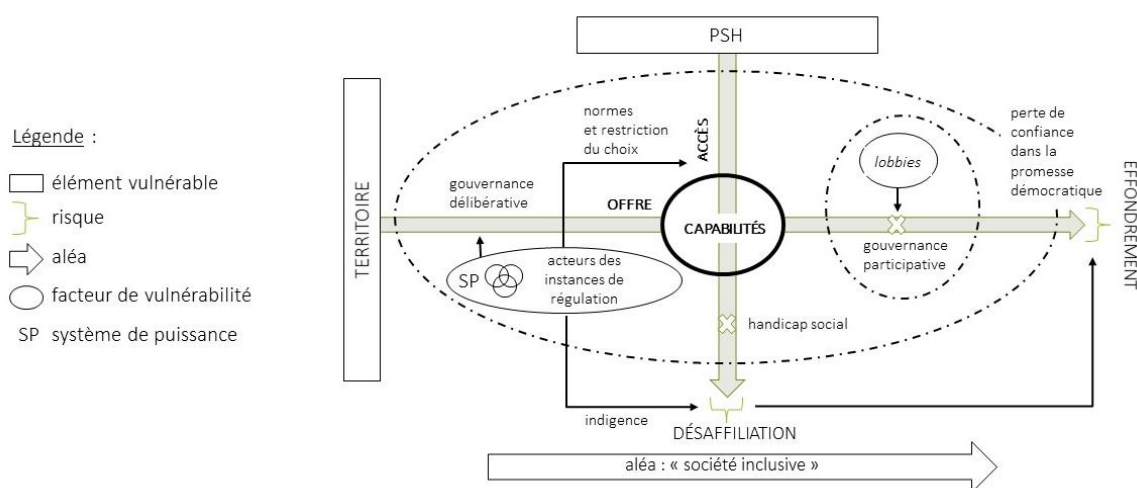 PSH
Légende :
élément vulnérable
risque
aléa
facteur de vulnérabilité
SP système de puissance
TERRITOIRE
normes
et restriction
du choix
ACCÈS
gouvernance
délibérative
OFFRE
CAPABILITÉS
SP
acteurs des
instances de
régulation
lobbies
gouvernance
participative
perte de
confiance
dans la
promesse
démocratique
EFFONDREMENT
handicap social
indigence
DÉSAFFILIATION
aléa : « société inclusive »